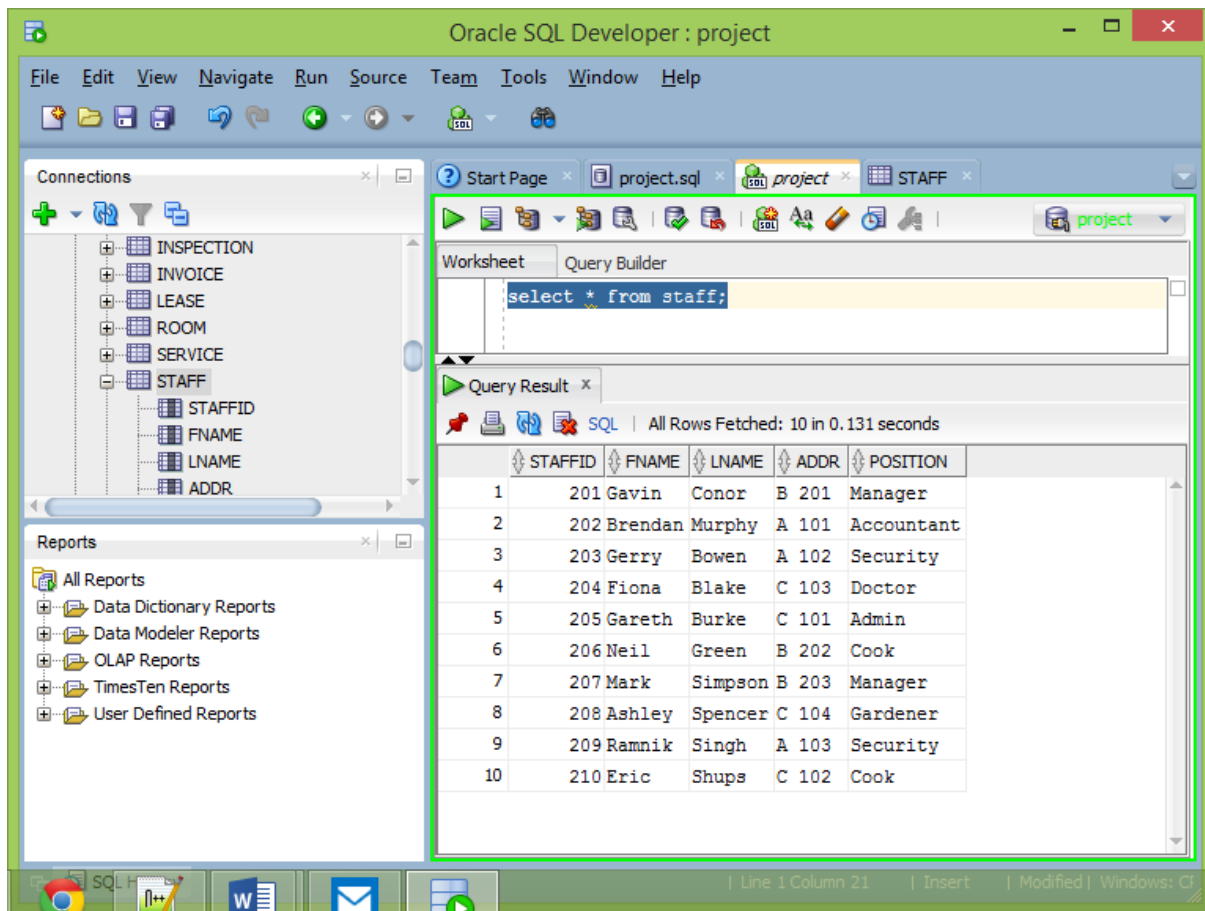 Oracle SQL Developer : project
File Edit View Navigate Run Source Team Tools Window Help
Connections
INSPECTION
INVOICE
LEASE
ROOM
SERVICE
STAFF
STAFFID
FNAME
LNAME
ADDR
Reports
All Reports
Data Dictionary Reports
Data Modeler Reports
OLAP Reports
TimesTen Reports
User Defined Reports
Start Page project.sql project STAFF
project
Worksheet Query Builder
select * from staff;
Query Result
SQL | All Rows Fetched: 10 in 0.131 seconds
STAFFID FNAME LNAME ADDR POSITION
1 201 Gavin Conor B 201 Manager
2 202 Brendan Murphy A 101 Accountant
3 203 Gerry Bowen A 102 Security
4 204 Fiona Blake C 103 Doctor
5 205 Gareth Burke C 101 Admin
6 206 Neil Green B 202 Cook
7 207 Mark Simpson B 203 Manager
8 208 Ashley Spencer C 104 Gardener
9 209 Ramnik Singh A 103 Security
10 210 Eric Shups C 102 Cook
SQL
| Line 1 Column 21 | Insert | Modified | Windows: